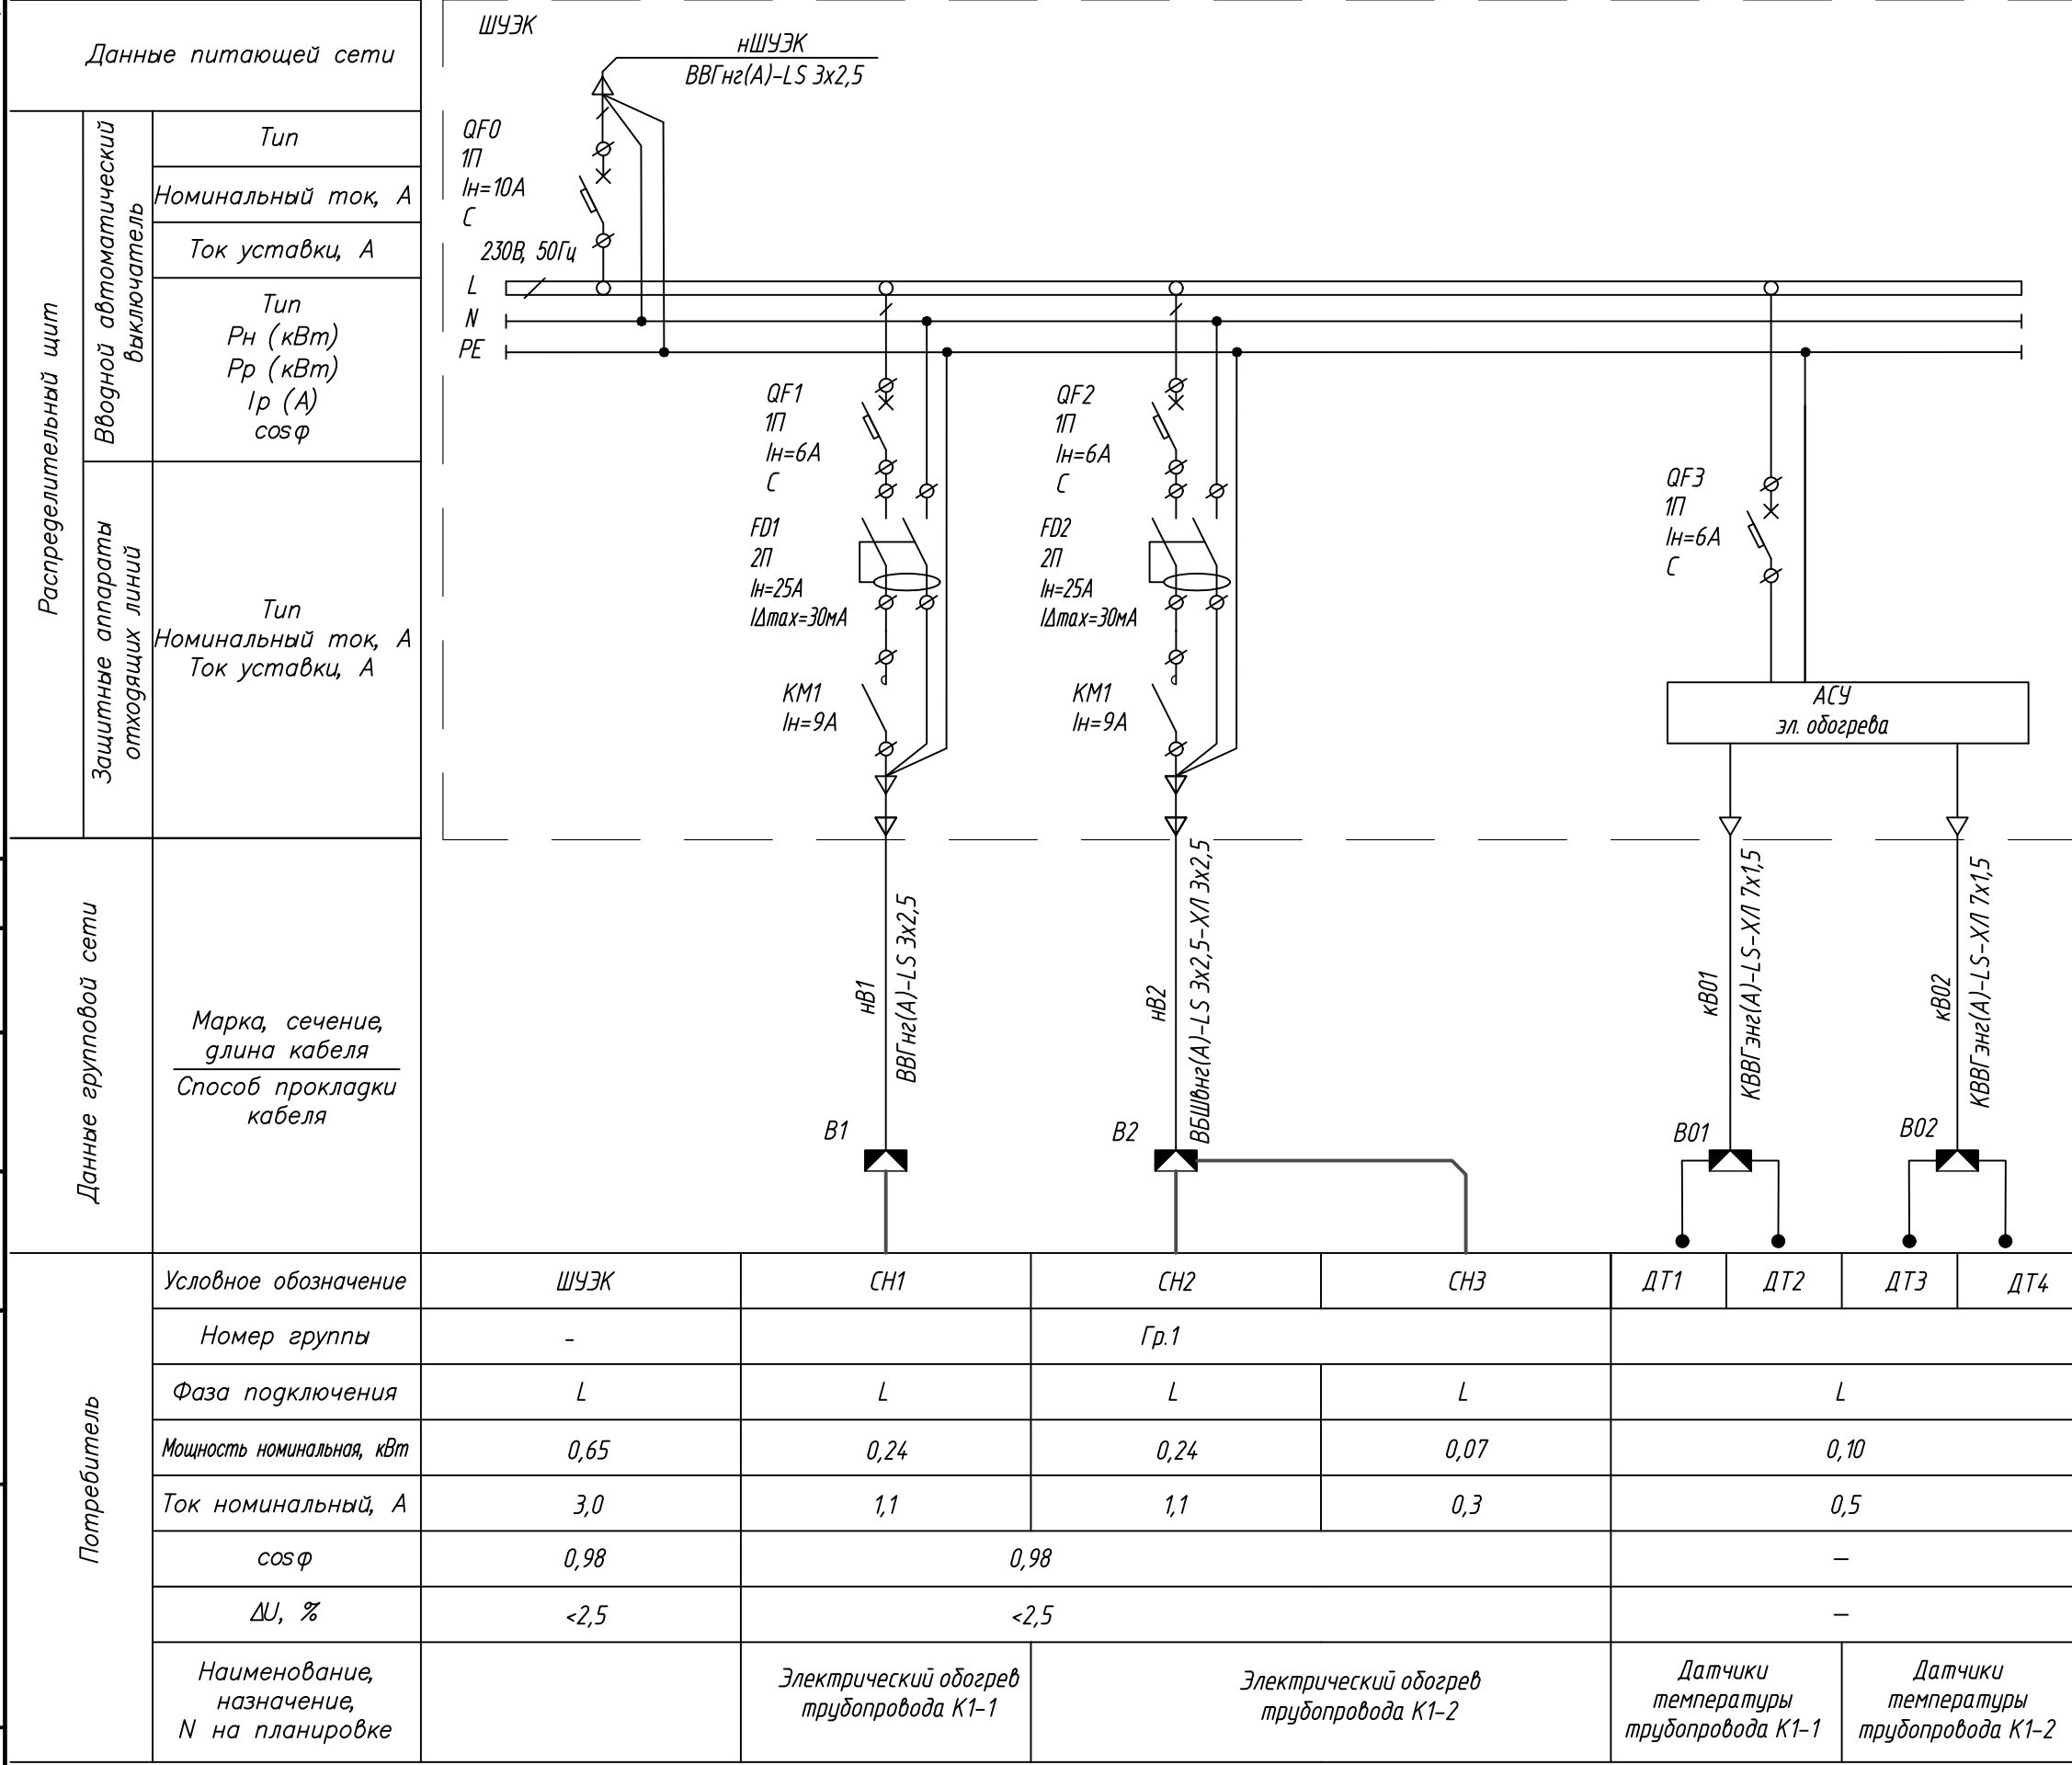 Данные питающей сети
Распределительный щит
Вводной автоматический
выключатель
Тип
Номинальный ток, А
Ток уставки, А
Тип
Рн (кВт)
Рр (кВт)
Iр (А)
cosφ
Защитные аппараты
отходящих линий
Тип
Номинальный ток, А
Ток уставки, А
ШУЭК
нШУЭК
ВВГнг(А)-LS 3х2,5
QF0
1П
Iн=10А
С
230В, 50Гц
L
N
PE
QF1
1П
Iн=6А
С
FD1
2П
Iн=25А
IΔmax=30мА
КМ1
Iн=9А
QF2
1П
Iн=6А
С
FD2
2П
Iн=25А
IΔmax=30мА
КМ1
Iн=9А
QF3
1П
Iн=6А
С
АСУ
эл. обогрева
Данные групповой сети
Марка, сечение,
длина кабеля
Способ прокладки
кабеля
нВ1
ВВГнг(А)-LS 3х2,5
В1
нВ2
ВБШвнг(А)-LS 3х2,5-ХЛ 3х2,5
В2
кВ01
КВВГэнг(А)-LS-ХЛ 7х1,5
В01
кВ02
КВВГэнг(А)-LS-ХЛ 7х1,5
В02
Потребитель
Условное обозначение ШУЭК СН1 СН2 СН3 ДТ1 ДТ2 ДТ3 ДТ4
Номер группы - Гр.1
Фаза подключения L L L L L
Мощность номинальная, кВт 0,65 0,24 0,24 0,07 0,10
Ток номинальный, А 3,0 1,1 1,1 0,3 0,5
cosφ 0,98 0,98 —
ΔU, % <2,5 <2,5 —
Наименование,
назначение,
N на планировке
Электрический обогрев
трубопровода К1-1
Электрический обогрев
трубопровода К1-2
Датчики
температуры
трубопровода К1-1
Датчики
температуры
трубопровода К1-2